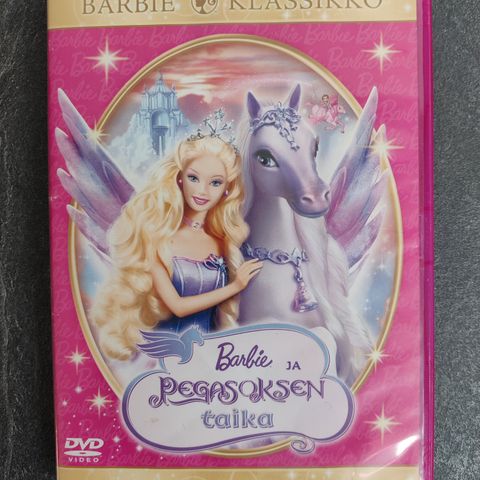 BARBIE KLASSIKKO
Barbie JA
PEGASOKSEN
taika
DVD
VIDEO